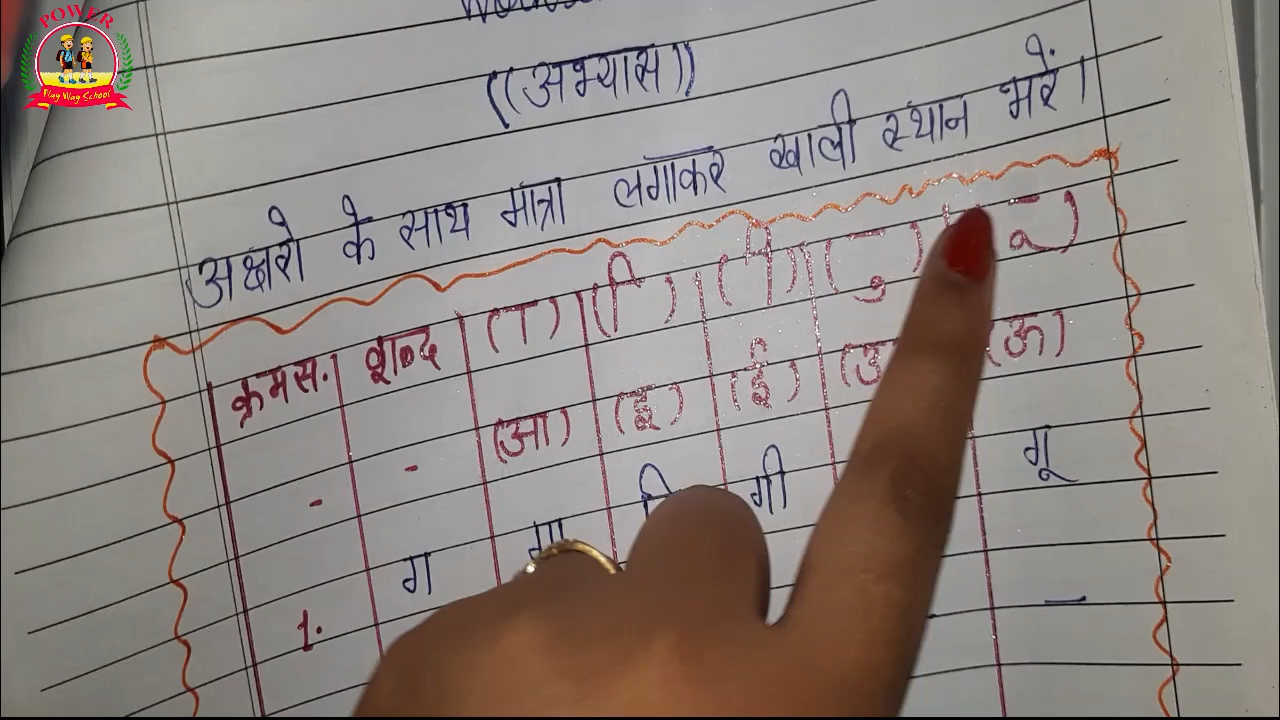 POWER
Play Way School
((अभ्यास))
अक्षरो के साथ मात्रा लगाकर खाली स्थान भरें।
क्रमस. शब्द (ा) (ि) (ी) (ु) (ू)
- - (आ) (इ) (ई) (उ (ऊ)
1. ग गा गी गू